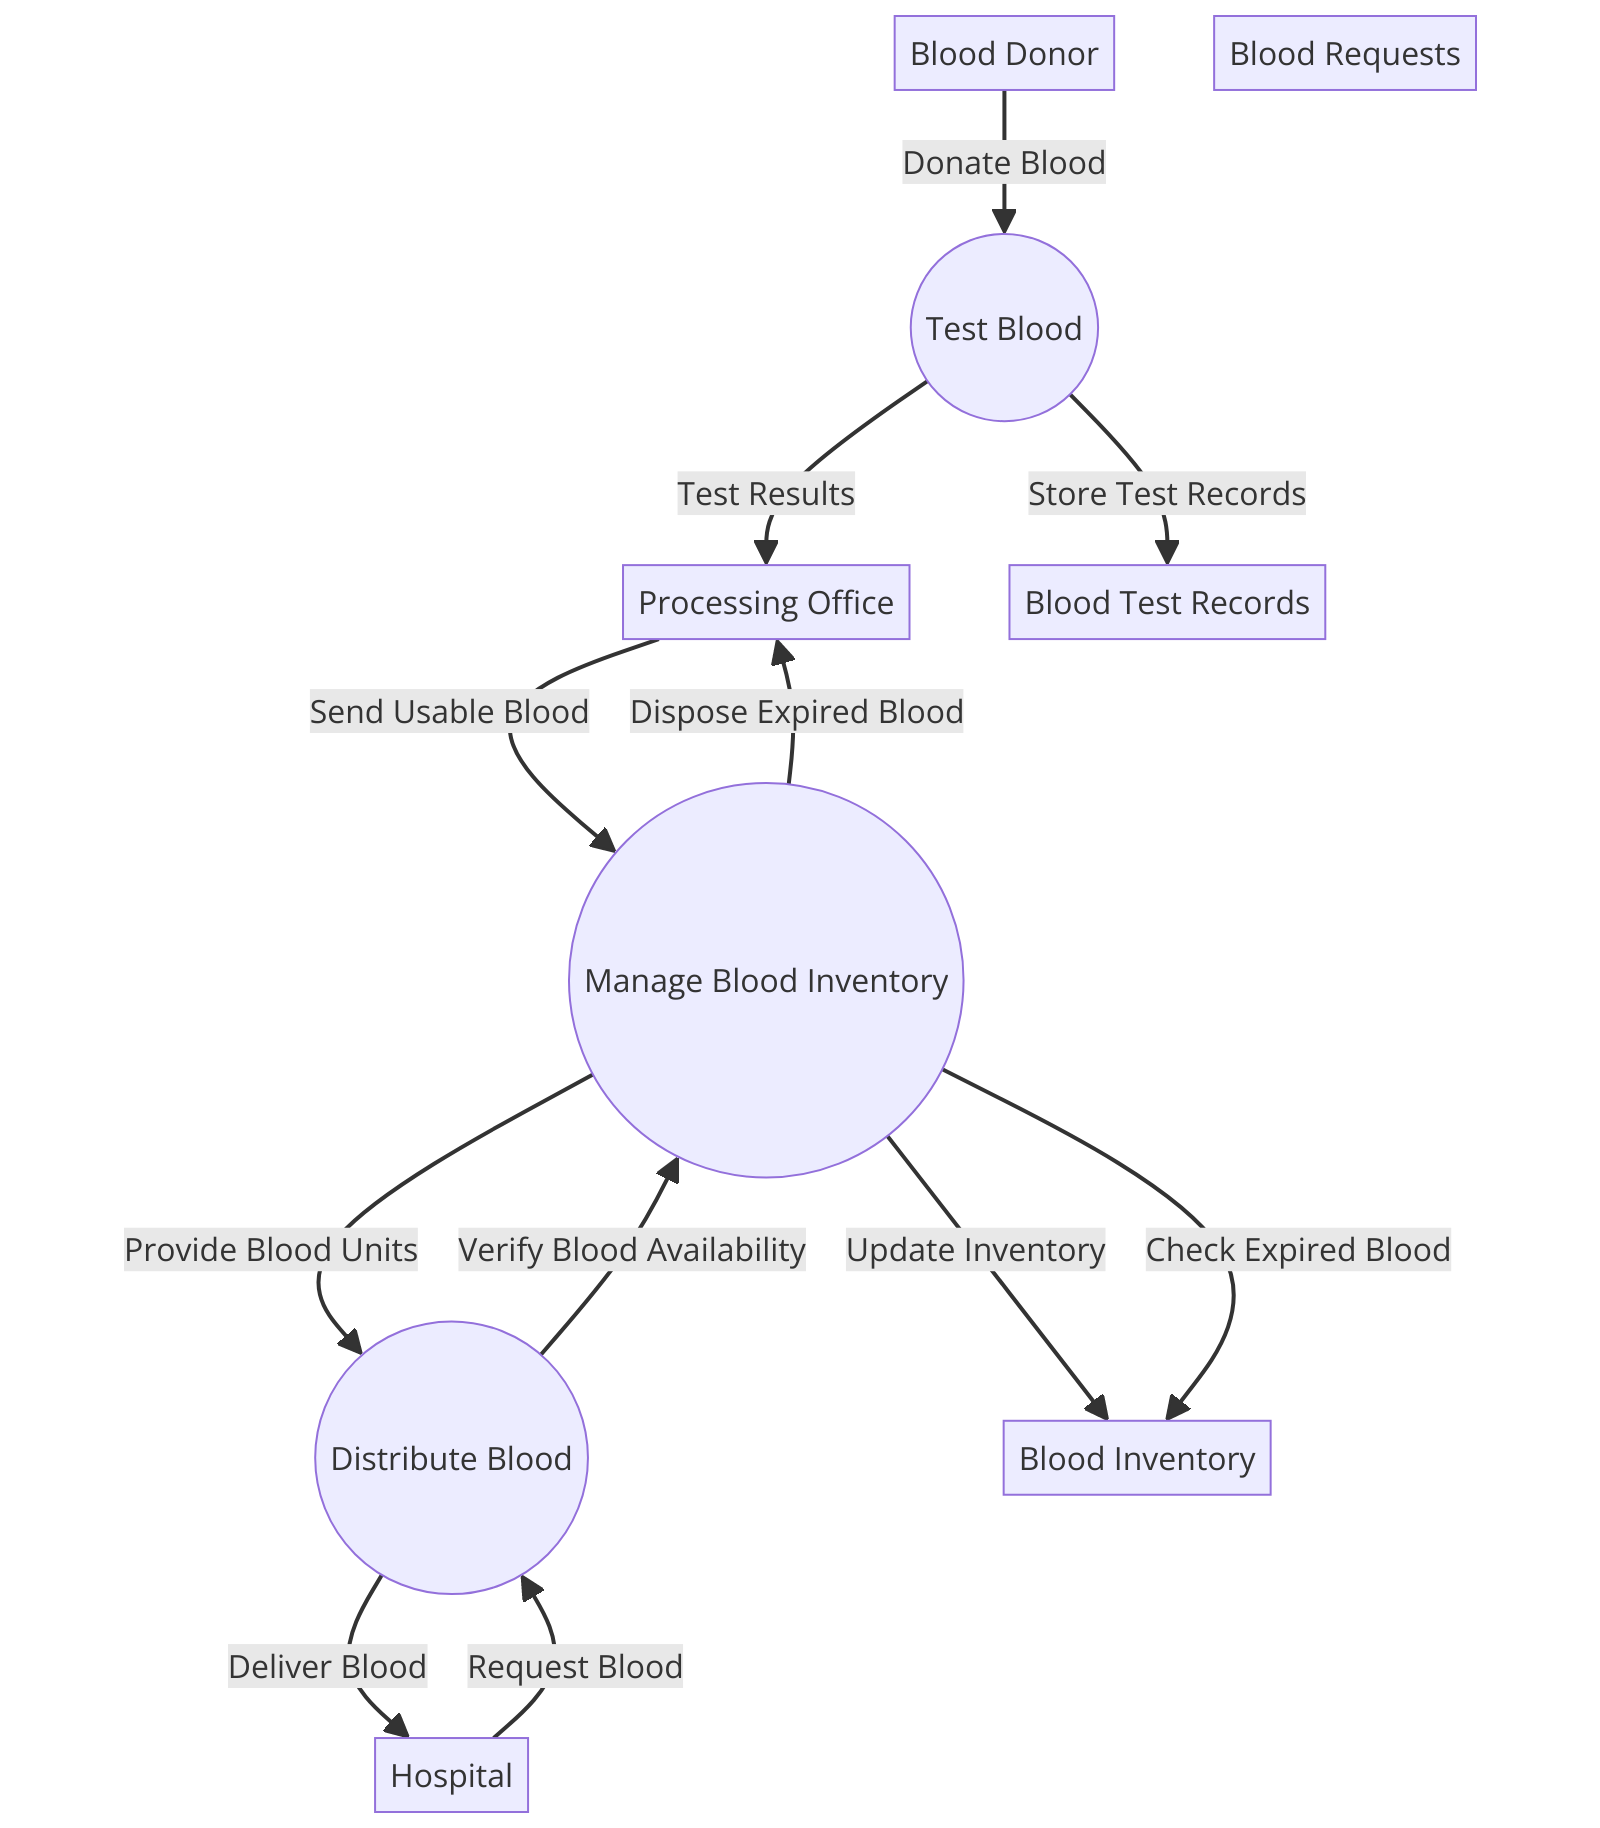 Blood Donor
Blood Requests
Donate Blood
Test Blood
Test Results
Store Test Records
Processing Office
Blood Test Records
Send Usable Blood
Dispose Expired Blood
Manage Blood Inventory
Provide Blood Units
Verify Blood Availability
Update Inventory
Check Expired Blood
Distribute Blood
Blood Inventory
Deliver Blood
Request Blood
Hospital